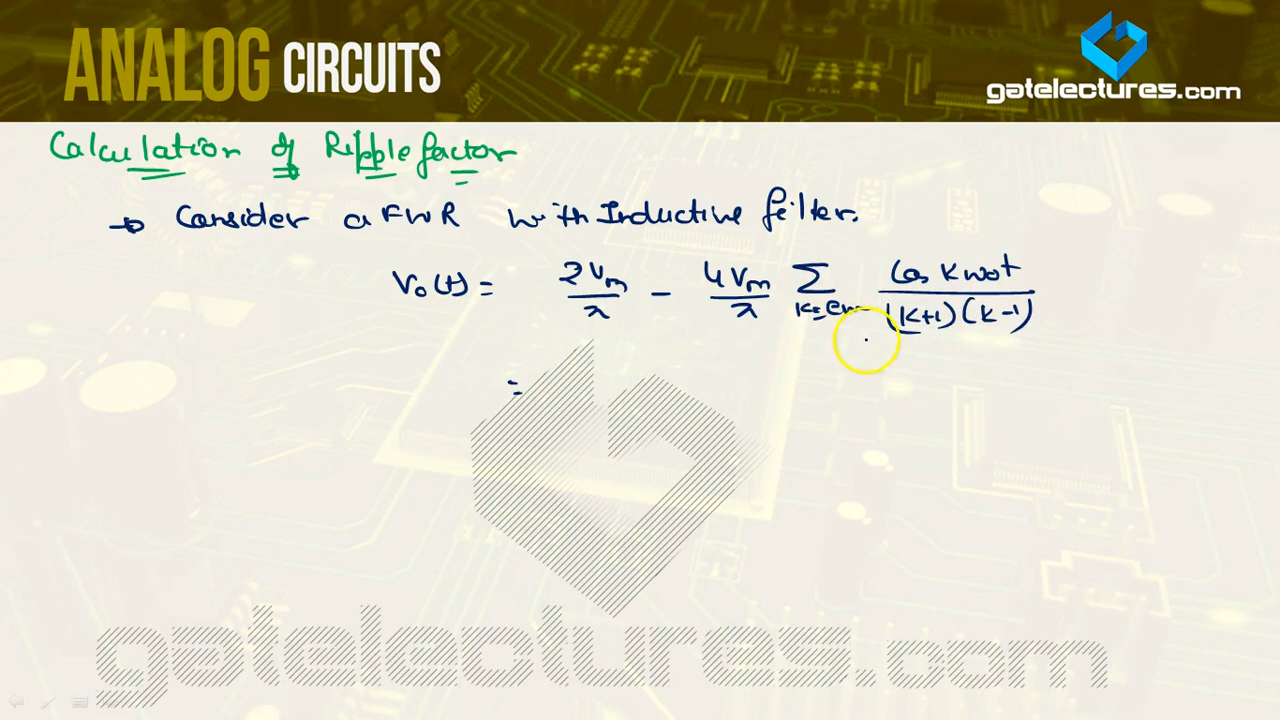 ANALOG CIRCUITS
gatelectures.com
Calculation of Ripple factor
→ Consider a FWR with Inductive filter.
V₀(t) = 2Vm/π − 4Vm/π Σ K=even Cos Kω₀t/(K+1)(K−1)
=
gatelectures.com